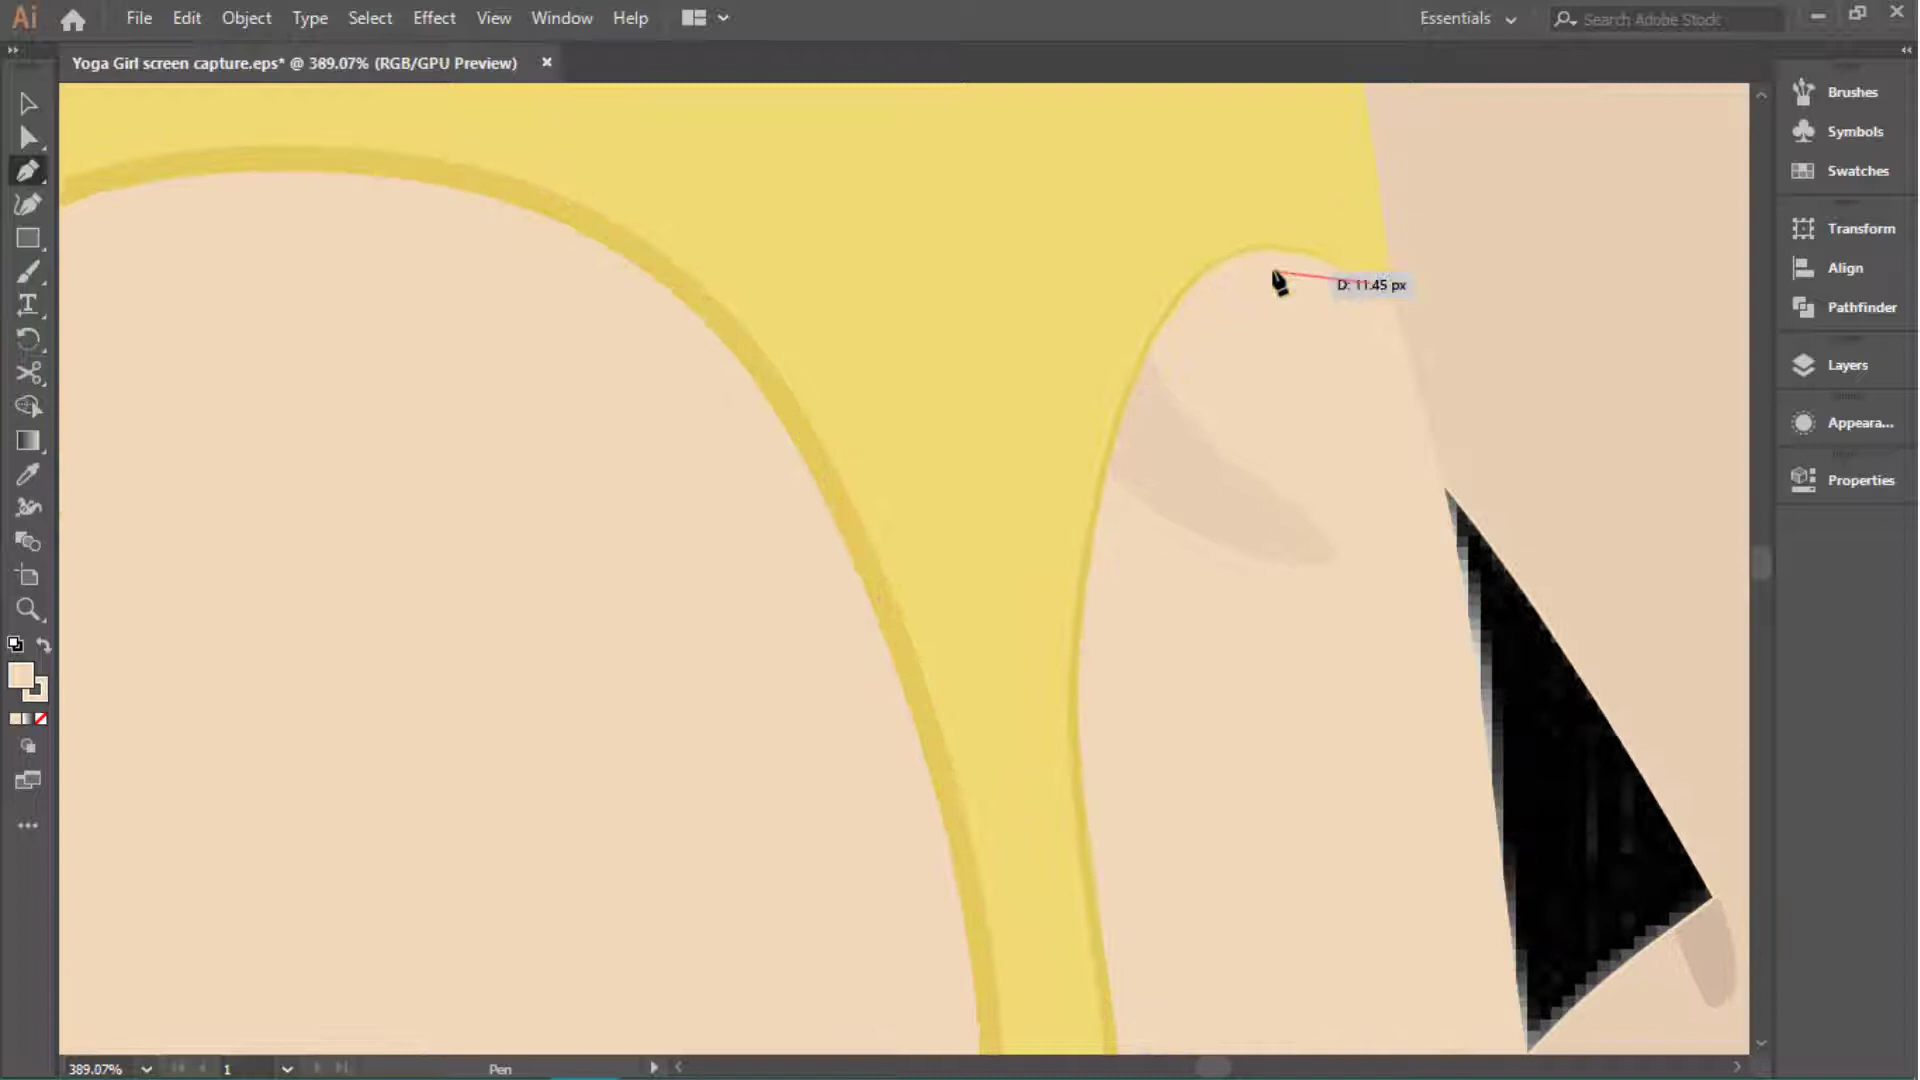 Ai File Edit Object Type Select Effect View Window Help Essentials Search Adobe Stock
Yoga Girl screen capture.eps* @ 389.07% (RGB/GPU Preview)
Brushes
Symbols
Swatches
Transform
D: 11.45 px
Align
Pathfinder
Layers
Appeara...
Properties
389.07% 1 Pen